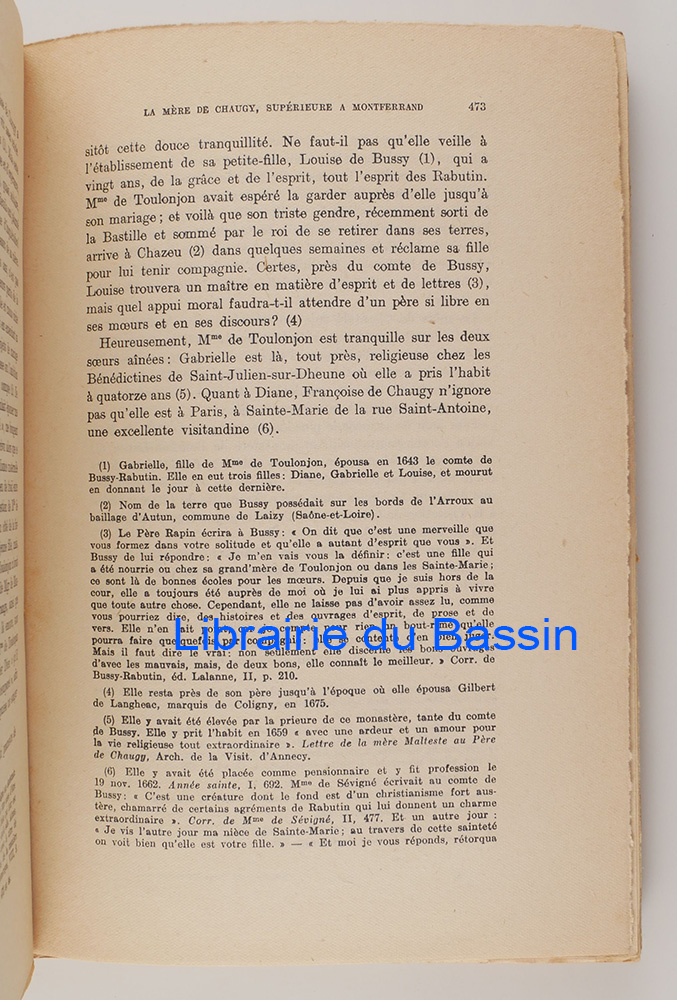 LA MÈRE DE CHAUGY, SUPÉRIEURE A MONTFERRAND 473
sitôt cette douce tranquillité. Ne faut-il pas qu'elle veille à
l'établissement de sa petite-fille, Louise de Bussy (1), qui a
vingt ans, de la grâce et de l'esprit, tout l'esprit des Rabutin.
Mme de Toulonjon avait espéré la garder auprès d'elle jusqu'à
son mariage ; et voilà que son triste gendre, récemment sorti de
la Bastille et sommé par le roi de se retirer dans ses terres,
arrive à Chazeu (2) dans quelques semaines et réclame sa fille
pour lui tenir compagnie. Certes, près du comte de Bussy,
Louise trouvera un maître en matière d'esprit et de lettres (3),
mais quel appui moral faudra-t-il attendre d'un père si libre en
ses mœurs et en ses discours? (4)
Heureusement, Mme de Toulonjon est tranquille sur les deux
sœurs aînées : Gabrielle est là, tout près, religieuse chez les
Bénédictines de Saint-Julien-sur-Dheune où elle a pris l'habit
à quatorze ans (5). Quant à Diane, Françoise de Chaugy n'ignore
pas qu'elle est à Paris, à Sainte-Marie de la rue Saint-Antoine,
une excellente visitandine (6).
(1) Gabrielle, fille de Mme de Toulonjon, épousa en 1643 le comte de
Bussy-Rabutin. Elle en eut trois filles : Diane, Gabrielle et Louise, et mourut
en donnant le jour à cette dernière.
(2) Nom de la terre que Bussy possédait sur les bords de l'Arroux au
bailliage d'Autun, commune de Laizy (Saône-et-Loire).
(3) Le Père Rapin écrira à Bussy : « On dit que c'est une merveille que
vous formez dans votre solitude et qu'elle a autant d'esprit que vous ». Et
Bussy de lui répondre : « Je m'en vais vous la définir : c'est une fille qui
a été nourrie ou chez sa grand'mère de Toulonjon ou dans les Sainte-Marie ;
ce sont là de bonnes écoles pour les mœurs. Depuis que je suis hors de la
cour, elle a toujours été auprès de moi où je lui ai plus appris à vivre
que toute autre chose. Cependant, elle ne laisse pas d'avoir assez lu, comme
vous pourriez dire, des histoires et des ouvrages d'esprit, de prose et de
vers. Elle n'en fait pour rien un bout-rimé qu'elle
pourra faire
Mais il faut dire le vrai : non seulement elle discerne les bons ouvrages
d'avec les mauvais, mais, de deux bons, elle connaît le meilleur. » Corr. de
Bussy-Rabutin, éd. Lalanne, II, p. 210.
Librairie du Bassin
(4) Elle resta près de son père jusqu'à l'époque où elle épousa Gilbert
de Langheac, marquis de Coligny, en 1675.
(5) Elle y avait été élevée par la prieure de ce monastère, tante du comte
de Bussy. Elle y prit l'habit en 1659 « avec une ardeur et un amour pour
la vie religieuse tout extraordinaire ». Lettre de la mère Malteste au Père
de Chaugy, Arch. de la Visit. d'Annecy.
(6) Elle y avait été placée comme pensionnaire et y fit profession le
19 nov. 1662. Année sainte, I, 692. Mme de Sévigné écrivait au comte de
Bussy : « C'est une créature dont le fond est d'un christianisme fort aus-
tère, chamarré de certains agréments de Rabutin qui lui donnent un charme
extraordinaire ». Corr. de Mme de Sévigné, II, 477. Et un autre jour :
« Je vis l'autre jour ma nièce de Sainte-Marie ; au travers de cette sainteté
on voit bien qu'elle est votre fille. » — « Et moi je vous réponds, rétorqua